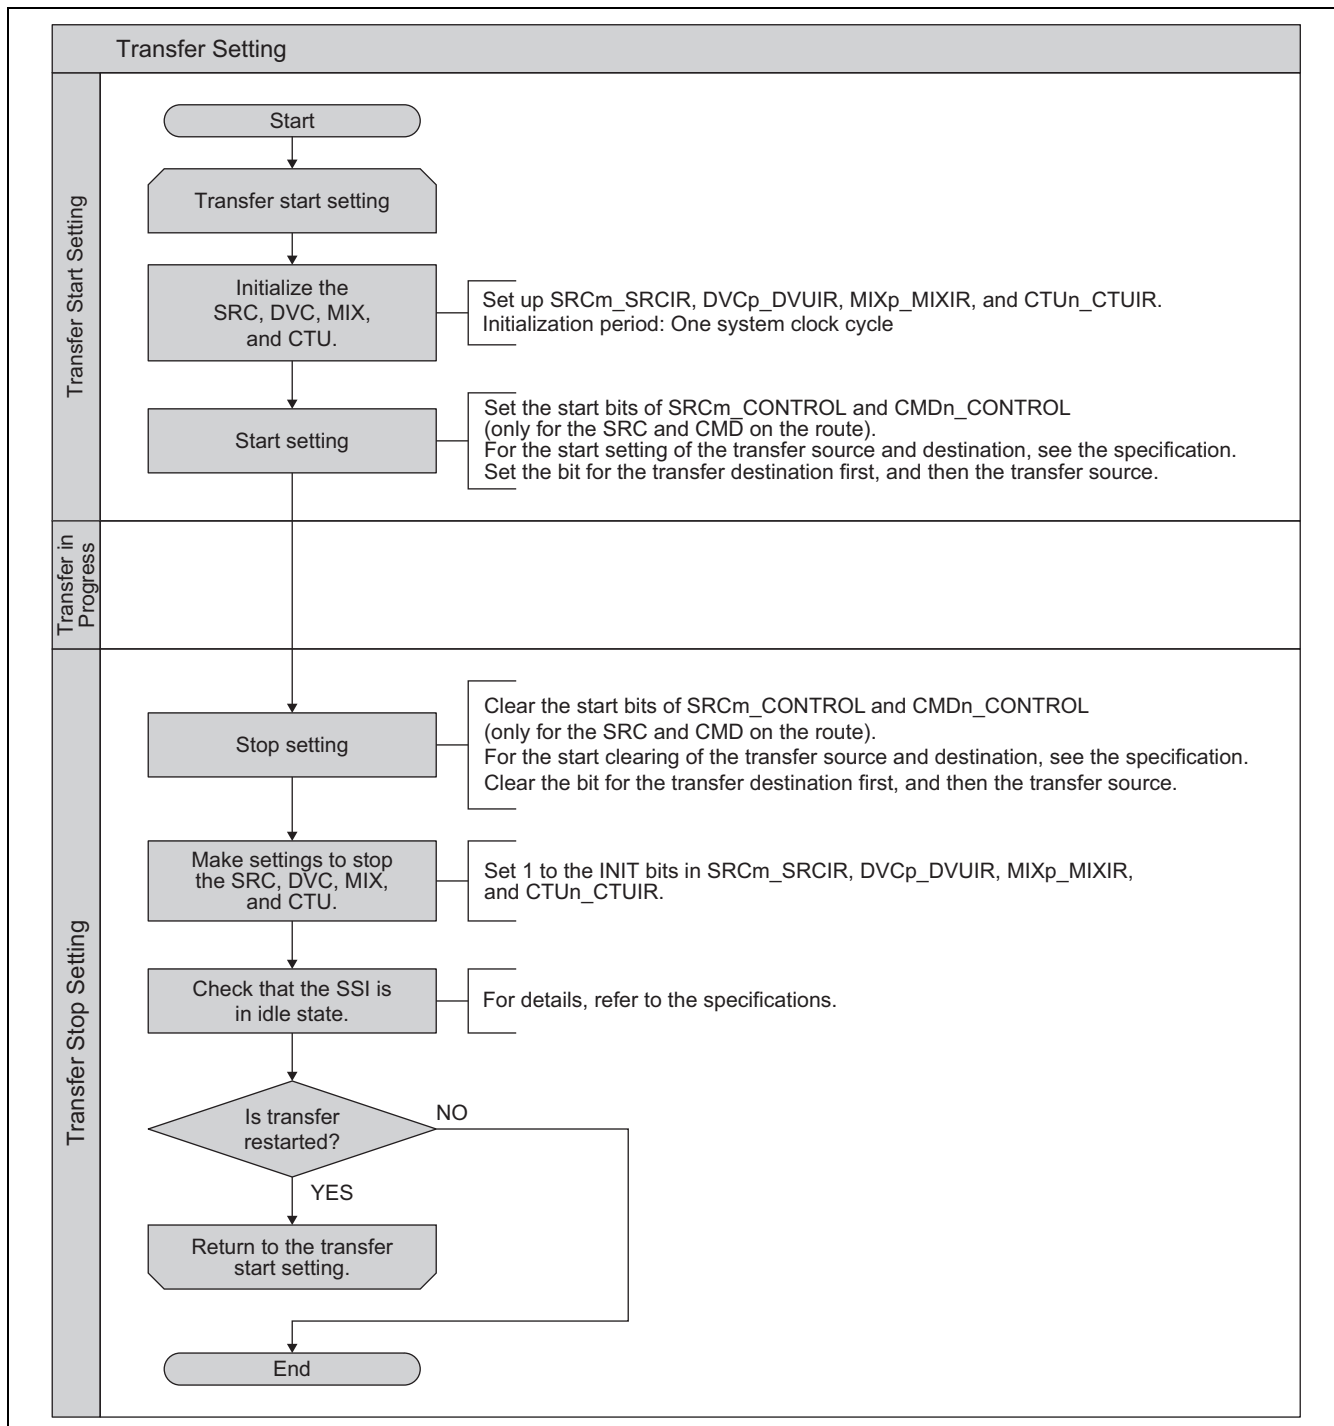 Transfer Setting
Transfer Start Setting
Start
Transfer start setting
Initialize the
SRC, DVC, MIX,
and CTU.
Set up SRCm_SRCIR, DVCp_DVUIR, MIXp_MIXIR, and CTUn_CTUIR.
Initialization period: One system clock cycle
Start setting
Set the start bits of SRCm_CONTROL and CMDn_CONTROL
(only for the SRC and CMD on the route).
For the start setting of the transfer source and destination, see the specification.
Set the bit for the transfer destination first, and then the transfer source.
Transfer in
Progress
Transfer Stop Setting
Stop setting
Clear the start bits of SRCm_CONTROL and CMDn_CONTROL
(only for the SRC and CMD on the route).
For the start clearing of the transfer source and destination, see the specification.
Clear the bit for the transfer destination first, and then the transfer source.
Make settings to stop
the SRC, DVC, MIX,
and CTU.
Set 1 to the INIT bits in SRCm_SRCIR, DVCp_DVUIR, MIXp_MIXIR,
and CTUn_CTUIR.
Check that the SSI is
in idle state.
For details, refer to the specifications.
Is transfer
restarted?
NO
YES
Return to the transfer
start setting.
End